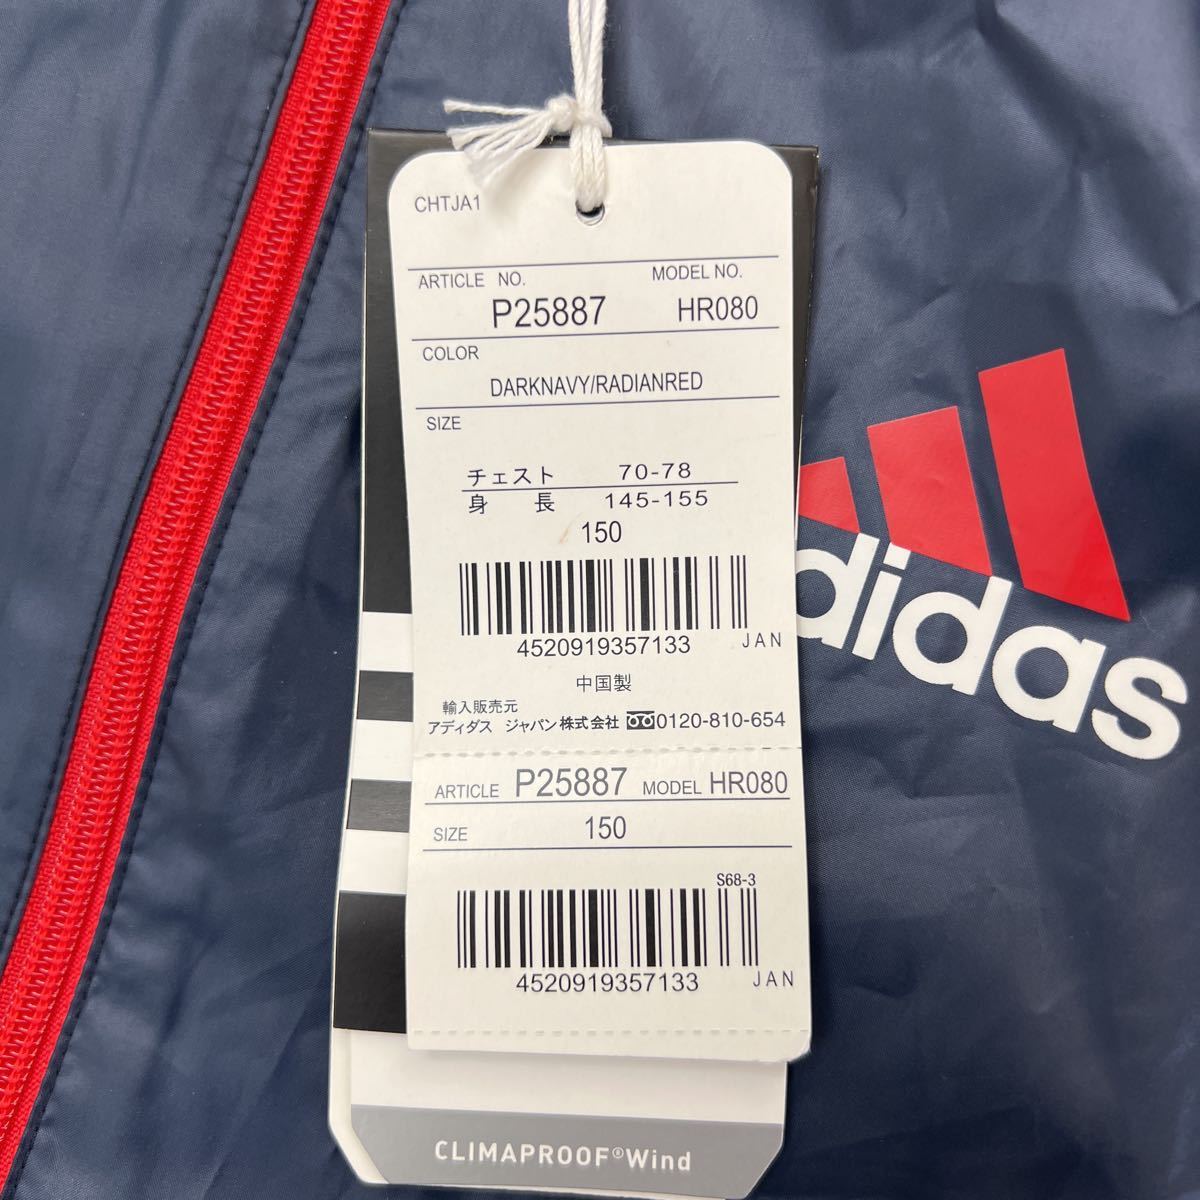 CHTJA1
ARTICLE NO. MODEL NO.
P25887 HR080
COLOR
DARKNAVY/RADIANRED
SIZE
チェスト 70-78
身長 145-155
150
4520919357133 JAN
中国製
輸入販売元
アディダス ジャパン株式会社 0120-810-654
ARTICLE P25887 MODEL HR080
SIZE 150
S68-3
4520919357133 JAN
CLIMAPROOF®Wind
adidas